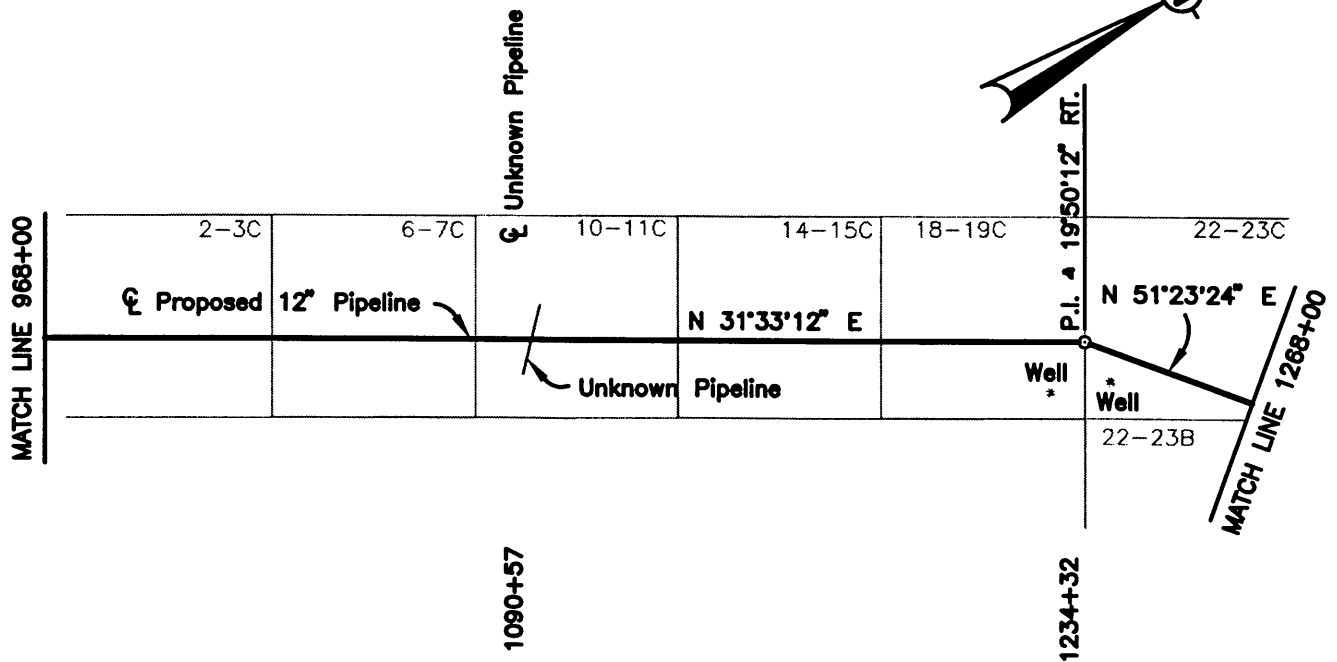 ℄ Unknown Pipeline
P.I. ▵ 19°50'12" RT.
MATCH LINE 968+00
2-3C
6-7C
10-11C
14-15C
18-19C
22-23C
℄ Proposed 12" Pipeline
N 31°33'12" E
N 51°23'24" E
Unknown Pipeline
Well
*
*
Well
22-23B
MATCH LINE 1268+00
1090+57
1234+32